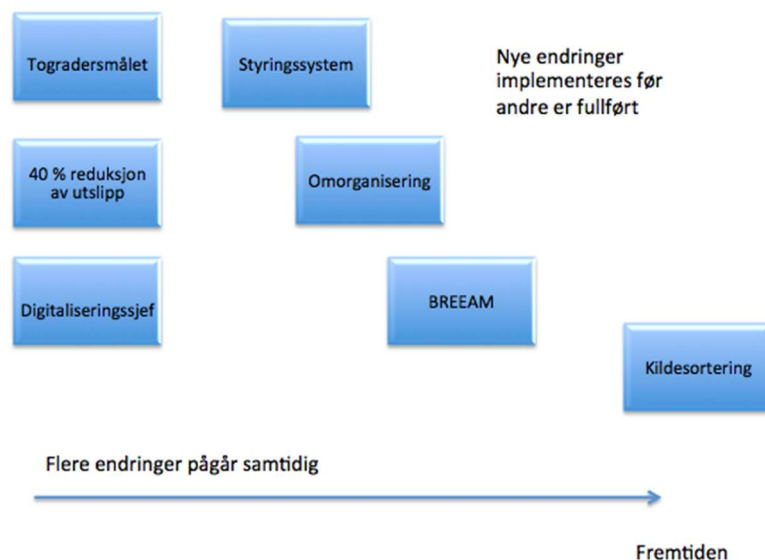 Togradersmålet
Styringssystem
Nye endringer
implementeres før
andre er fullført
40 % reduksjon
av utslipp
Omorganisering
Digitaliseringssjef
BREEAM
Kildesortering
Flere endringer pågår samtidig
Fremtiden